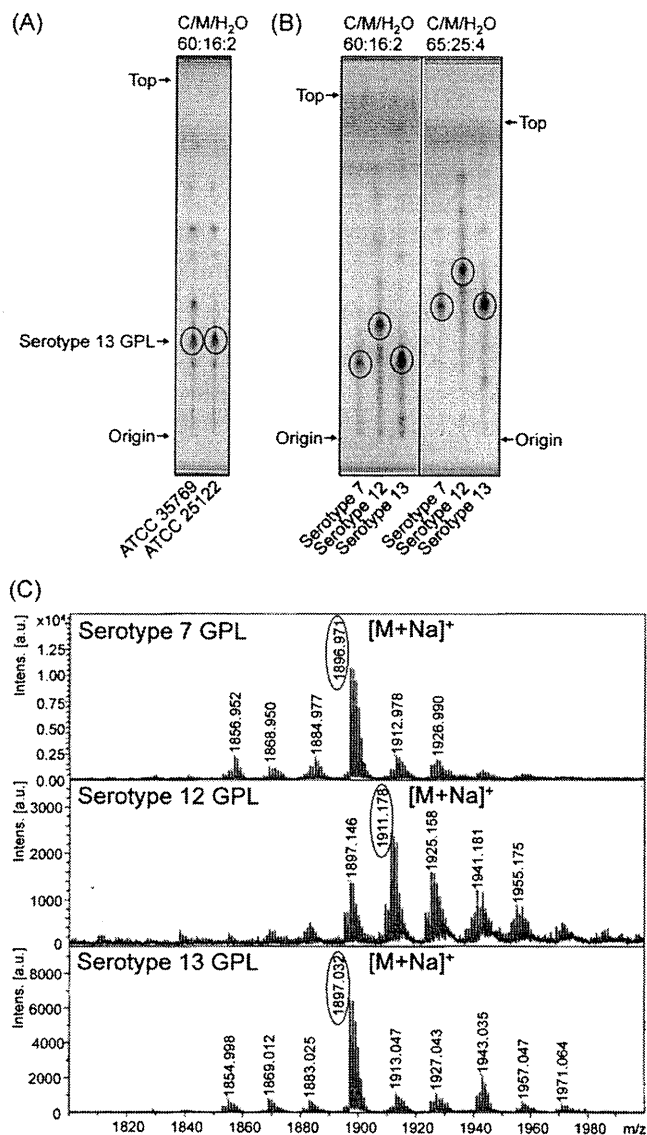 (A)
C/M/H₂O
60:16:2
Top
Serotype 13 GPL
Origin
ATCC 35769
ATCC 25122
(B)
C/M/H₂O
60:16:2
C/M/H₂O
65:25:4
Top
Top
Origin
Origin
Serotype 7
Serotype 12
Serotype 13
Serotype 7
Serotype 12
Serotype 13
(C)
Serotype 7 GPL
[M+Na]⁺
Intens. [a.u.]
x10⁴
1.25
1.00
0.75
0.50
0.25
0.00
1856.952
1868.950
1884.977
1896.971
1912.978
1926.990
Serotype 12 GPL
[M+Na]⁺
Intens. [a.u.]
3000
2000
1000
0
1897.146
1911.178
1925.158
1941.181
1955.175
Serotype 13 GPL
[M+Na]⁺
Intens. [a.u.]
8000
6000
4000
2000
0
1854.998
1869.012
1883.025
1897.032
1913.047
1927.043
1943.035
1957.047
1971.064
1820
1840
1860
1880
1900
1920
1940
1960
1980
m/z